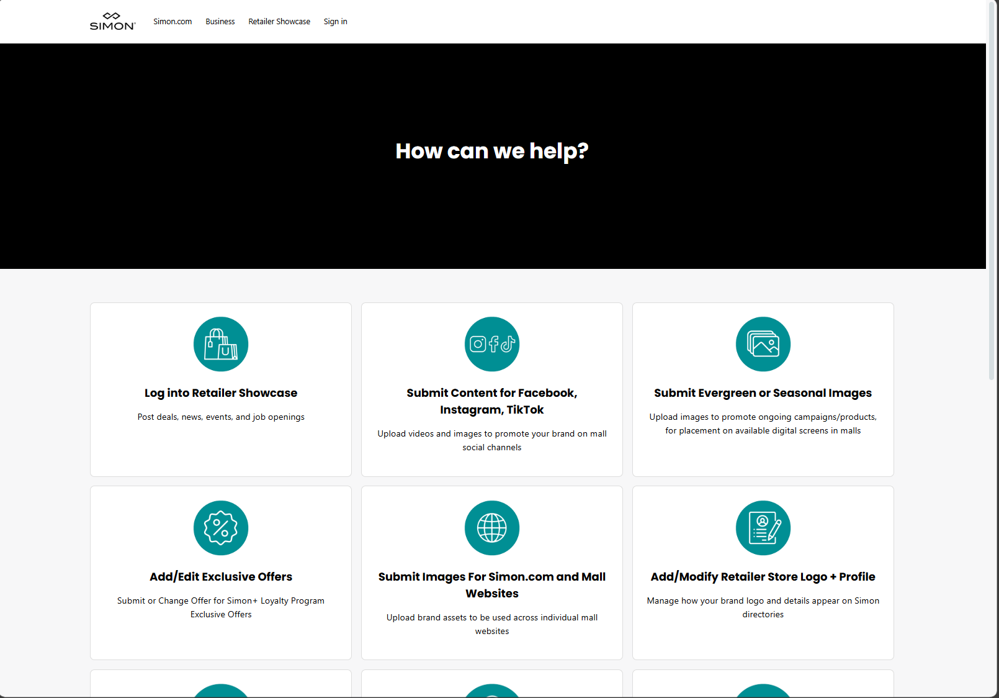 SIMON
Simon.com
Business
Retailer Showcase
Sign in
How can we help?
Log into Retailer Showcase
Post deals, news, events, and job openings
Submit Content for Facebook,
Instagram, TikTok
Upload videos and images to promote your brand on mall
social channels
Submit Evergreen or Seasonal Images
Upload images to promote ongoing campaigns/products,
for placement on available digital screens in malls
Add/Edit Exclusive Offers
Submit or Change Offer for Simon+ Loyalty Program
Exclusive Offers
Submit Images For Simon.com and Mall
Websites
Upload brand assets to be used across individual mall
websites
Add/Modify Retailer Store Logo + Profile
Manage how your brand logo and details appear on Simon
directories